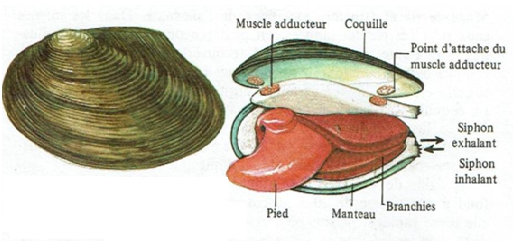 Muscle adducteur
Coquille
Point d'attache du
muscle adducteur
Siphon
exhalant
Siphon
inhalant
Pied
Manteau
Branchies